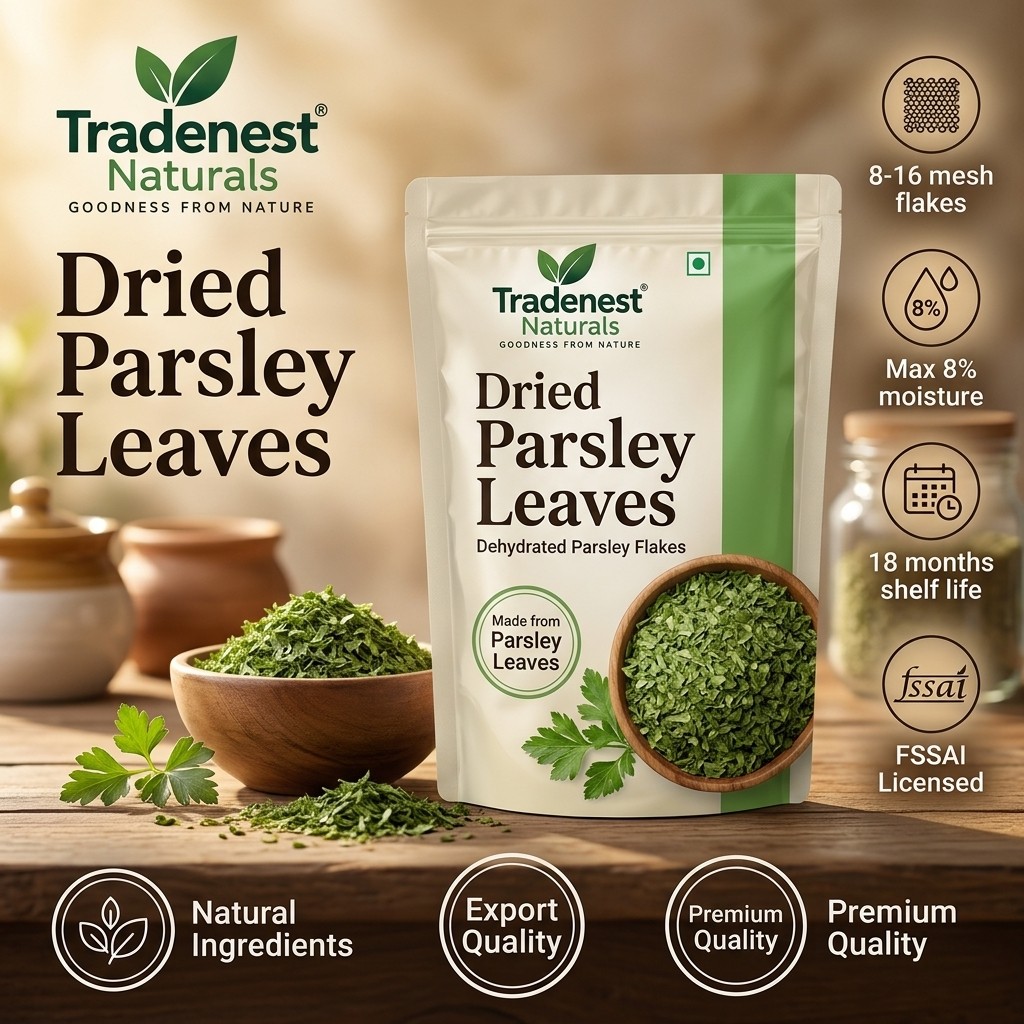 Tradenest®
Naturals
GOODNESS FROM NATURE
Dried
Parsley
Leaves
Tradenest®
Naturals
GOODNESS FROM NATURE
Dried
Parsley
Leaves
Dehydrated Parsley Flakes
Made from
Parsley
Leaves
8-16 mesh
flakes
8%
Max 8%
moisture
18 months
shelf life
fssai
FSSAI
Licensed
Natural
Ingredients
Export
Quality
Premium
Quality
Premium
Quality